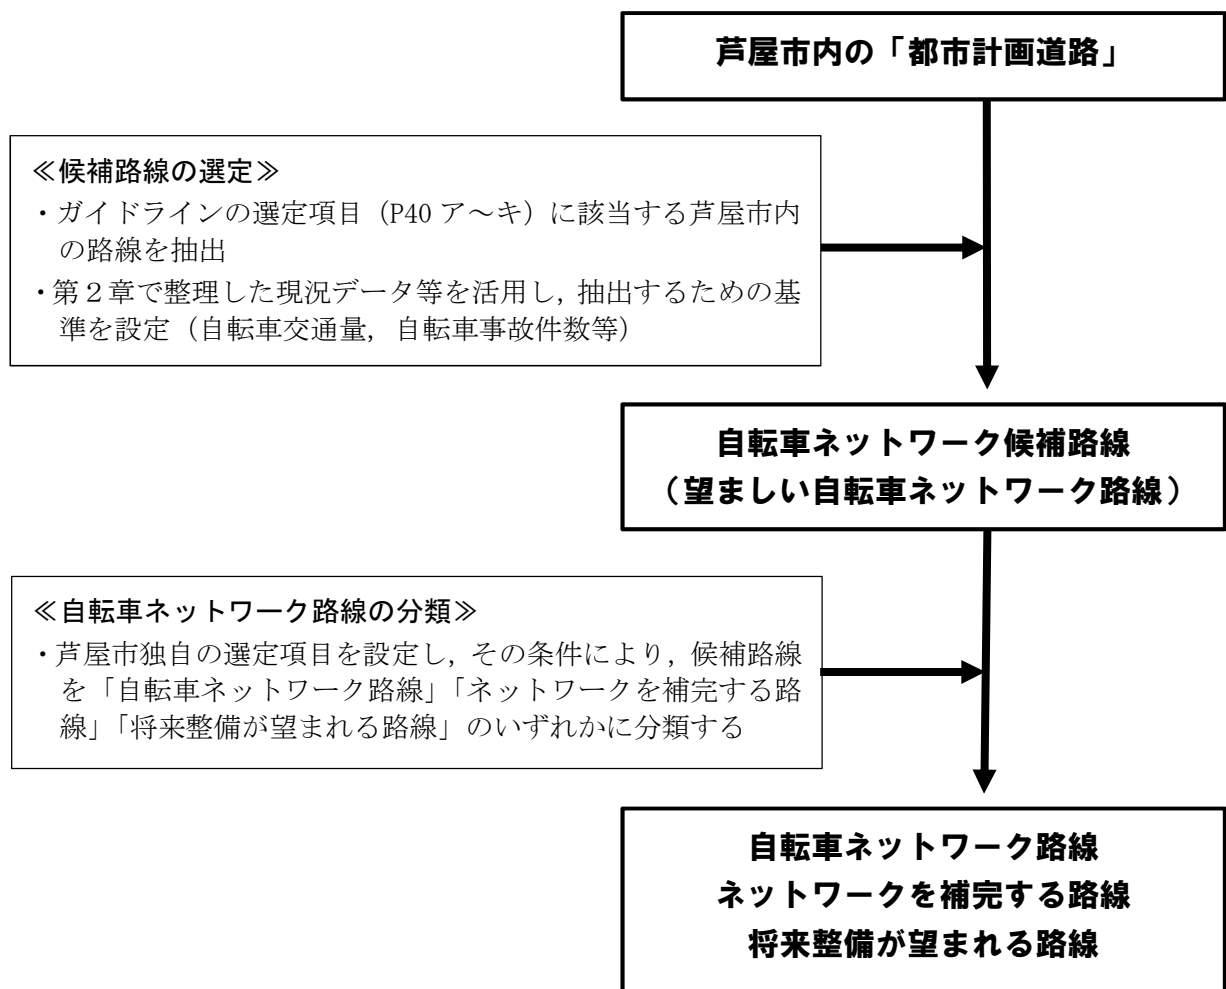 芦屋市内の「都市計画道路」
≪候補路線の選定≫
・ガイドラインの選定項目（P40 ア～キ）に該当する芦屋市内
の路線を抽出
・第２章で整理した現況データ等を活用し，抽出するための基
準を設定（自転車交通量，自転車事故件数等）
自転車ネットワーク候補路線
（望ましい自転車ネットワーク路線）
≪自転車ネットワーク路線の分類≫
・芦屋市独自の選定項目を設定し，その条件により，候補路線
を「自転車ネットワーク路線」「ネットワークを補完する路
線」「将来整備が望まれる路線」のいずれかに分類する
自転車ネットワーク路線
ネットワークを補完する路線
将来整備が望まれる路線